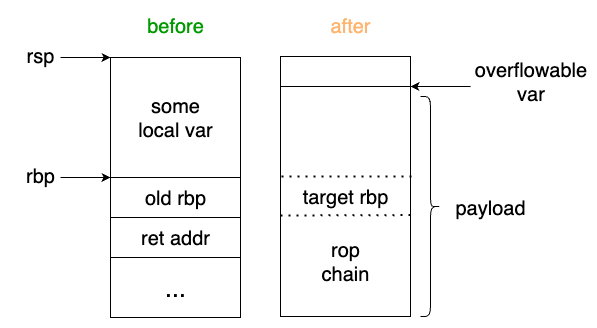 before
after
rsp
overflowable
var
some
local var
rbp
old rbp
target rbp
payload
ret addr
rop
chain
...